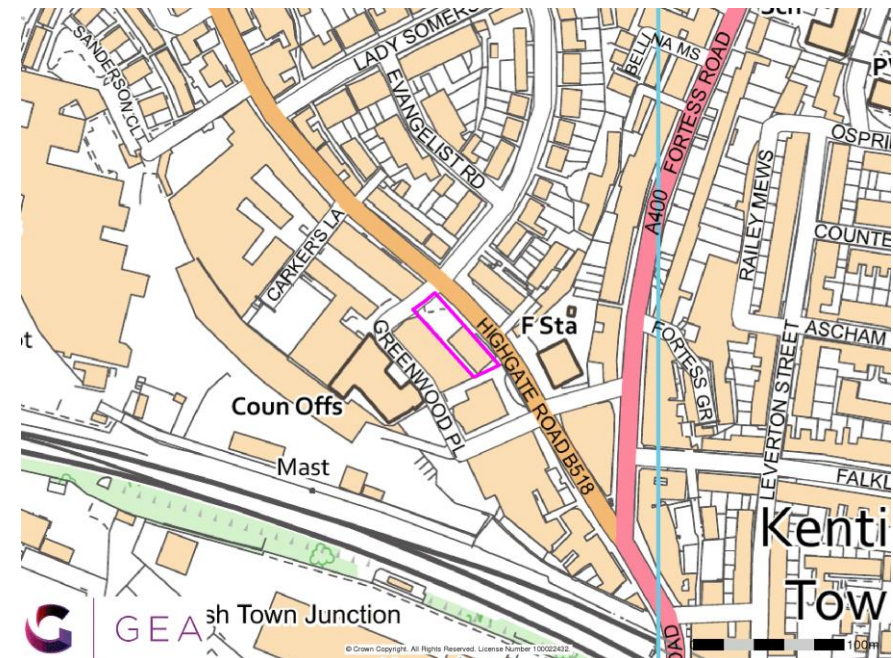 Sch
SANDERSON CL
LADY SOMERS
BELLINA MS
FORTESS ROAD
EVANGELIST RD
OSPRI
RAILEY MEWS
A400
CARKER'S LA
COUNTE
F Sta
ASCHAM
GREENWOOD PL
HIGHGATE ROAD B518
FORTESS GR
LEVERTON STREET
Coun Offs
Mast
FALKL
Kenti
Tow
sh Town Junction
OAD
GEA
© Crown Copyright. All Rights Reserved. License Number 100022432.
100m